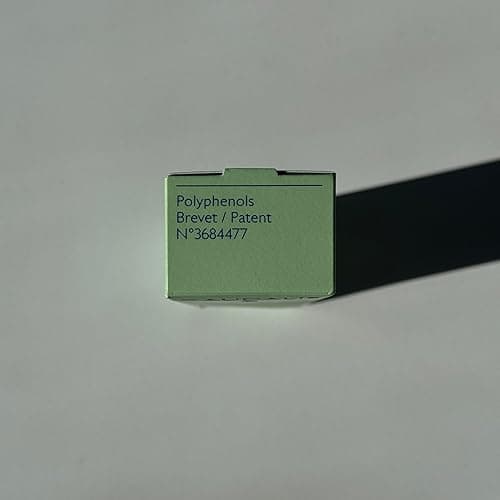 Polyphenols
Brevet / Patent
N°3684477